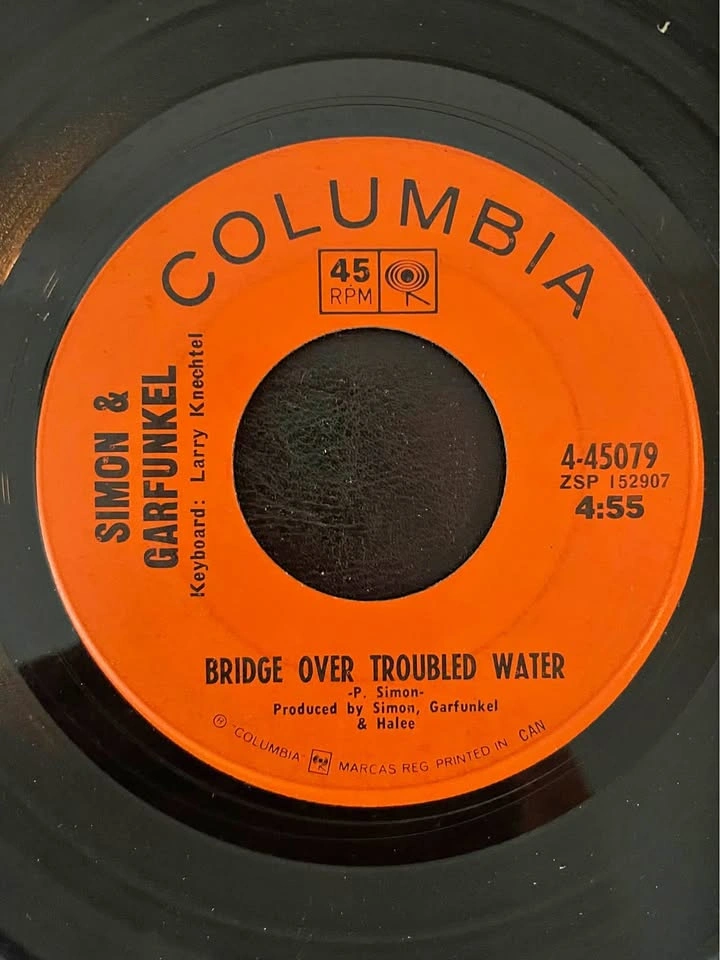 COLUMBIA
45
RPM
SIMON &
GARFUNKEL
Keyboard: Larry Knechtel
4-45079
ZSP 152907
4:55
BRIDGE OVER TROUBLED WATER
-P. Simon-
Produced by Simon, Garfunkel
& Halee
"COLUMBIA" MARCAS REG. PRINTED IN CAN